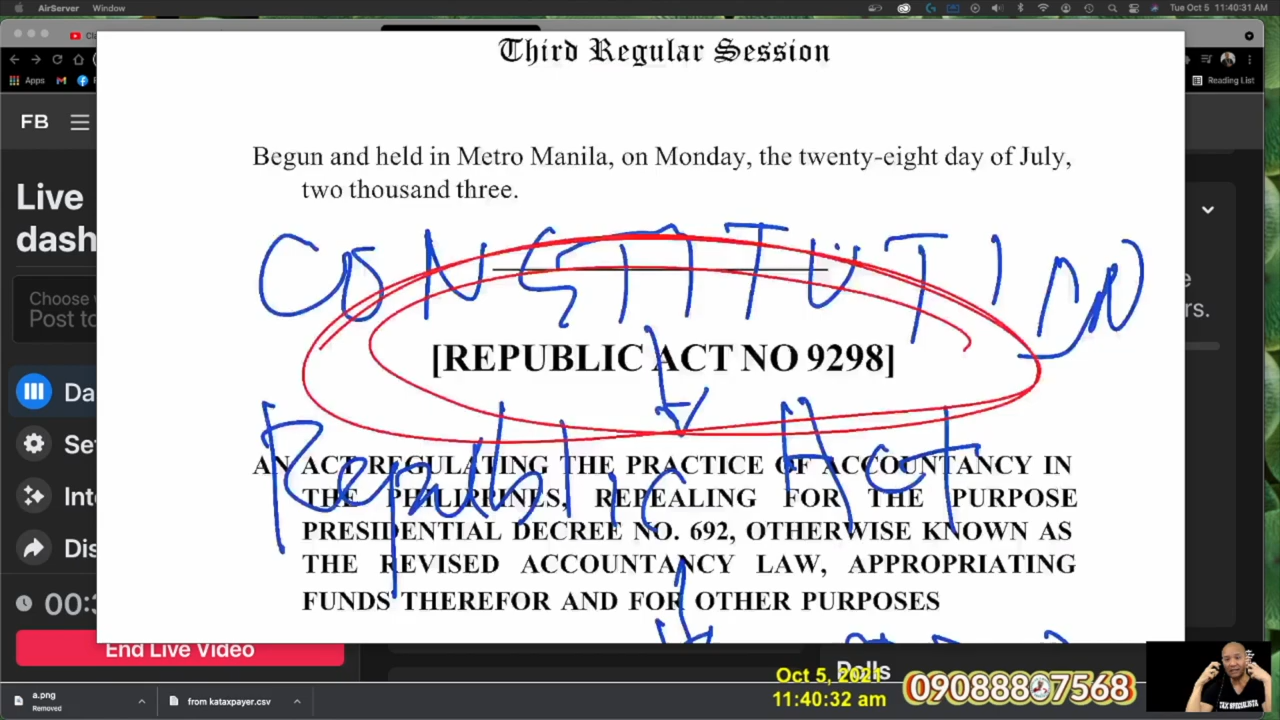 AirServer Window Tue Oct 5 11:40:31 AM
Apps Reading List
Third Regular Session
FB
Begun and held in Metro Manila, on Monday, the twenty-eight day of July,
two thousand three.
Live
dash
CONSTITUTION
Choose w
Post to
rs.
[REPUBLIC ACT NO 9298]
Da
Republic Act
AN ACT REGULATING THE PRACTICE OF ACCOUNTANCY IN
THE PHILIPPINES, REPEALING FOR THE PURPOSE
PRESIDENTIAL DECREE NO. 692, OTHERWISE KNOWN AS
THE REVISED ACCOUNTANCY LAW, APPROPRIATING
FUNDS THEREFOR AND FOR OTHER PURPOSES
Set
Int
Dis
End Live Video
Polls
Oct 5, 2021
11:40:32 am
09088807568
a.png
Removed
from kataxpayer.csv
TAX SPECIALISTA